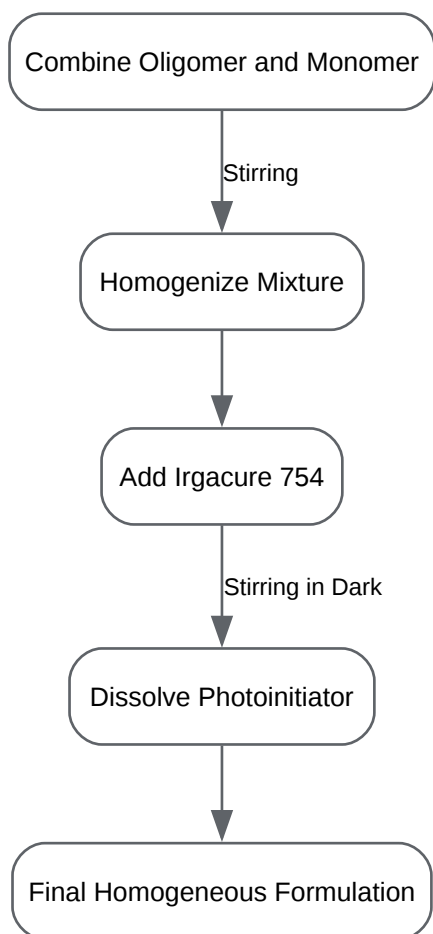 Combine Oligomer and Monomer
Stirring
Homogenize Mixture
Add Irgacure 754
Stirring in Dark
Dissolve Photoinitiator
Final Homogeneous Formulation